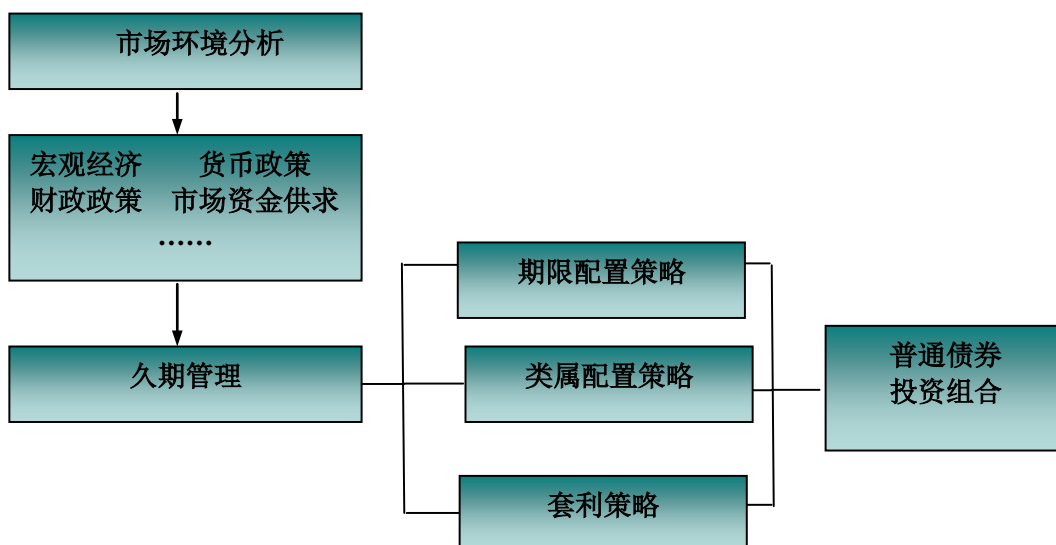 市场环境分析
宏观经济 货币政策
财政政策 市场资金供求
……
期限配置策略
久期管理
类属配置策略
普通债券
投资组合
套利策略